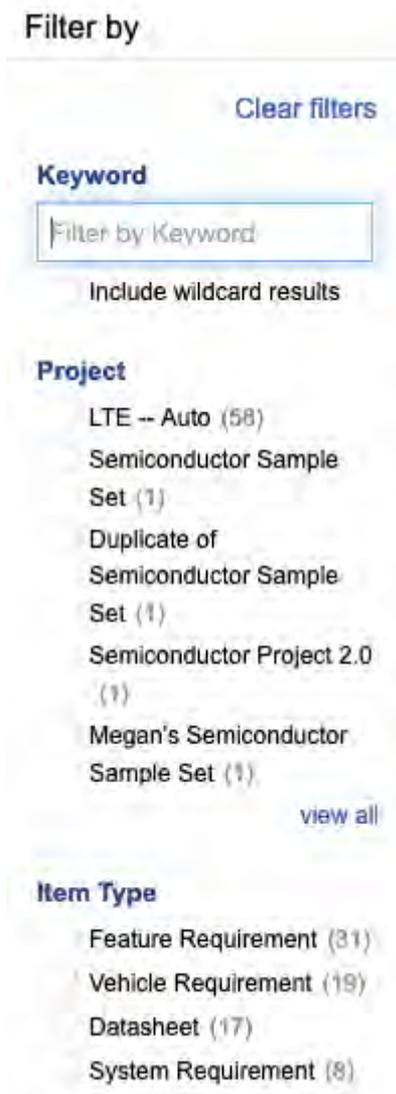 Filter by
Clear filters
Keyword
Filter by Keyword
Include wildcard results
Project
LTE -- Auto (58)
Semiconductor Sample
Set (1)
Duplicate of
Semiconductor Sample
Set (1)
Semiconductor Project 2.0
(1)
Megan's Semiconductor
Sample Set (1)
view all
Item Type
Feature Requirement (31)
Vehicle Requirement (19)
Datasheet (17)
System Requirement (8)